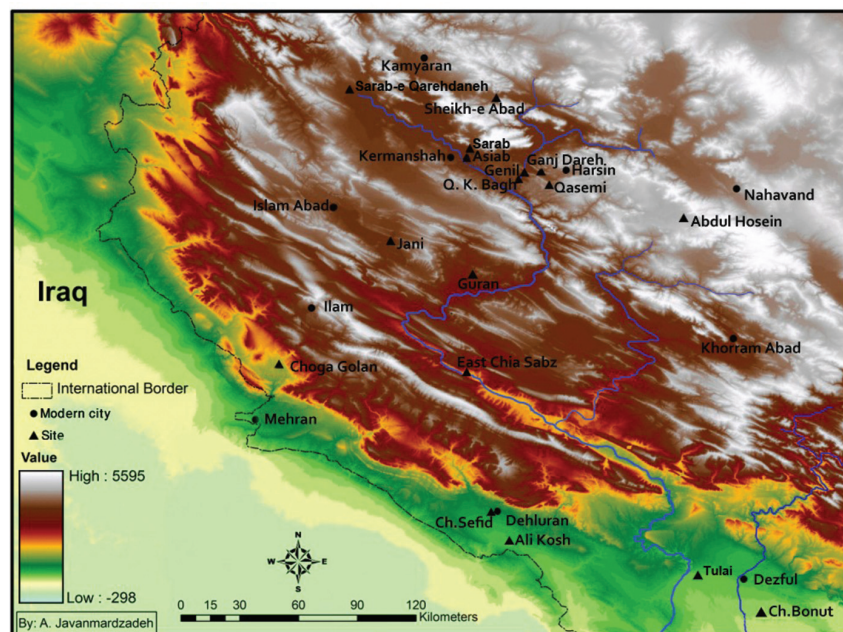 Kamyaran
Sarab-e Qarehdaneh
Sheikh-e Abad
Sarab
Kermanshah
Asiab
Genil
Ganj Dareh
Harsin
Q. K. Bagh
Qasemi
Nahavand
Islam Abad
Abdul Hosein
Jani
Guran
Iraq
Ilam
Khorram Abad
East Chia Sabz
Choga Golan
Legend
International Border
Modern city
Site
Mehran
Value
High : 5595
Low : -298
Ch.Sefid
Dehluran
Ali Kosh
N
W E
S
Tulai
Dezful
Ch.Bonut
0 15 30 60 90 120
Kilometers
By: A. Javanmardzadeh